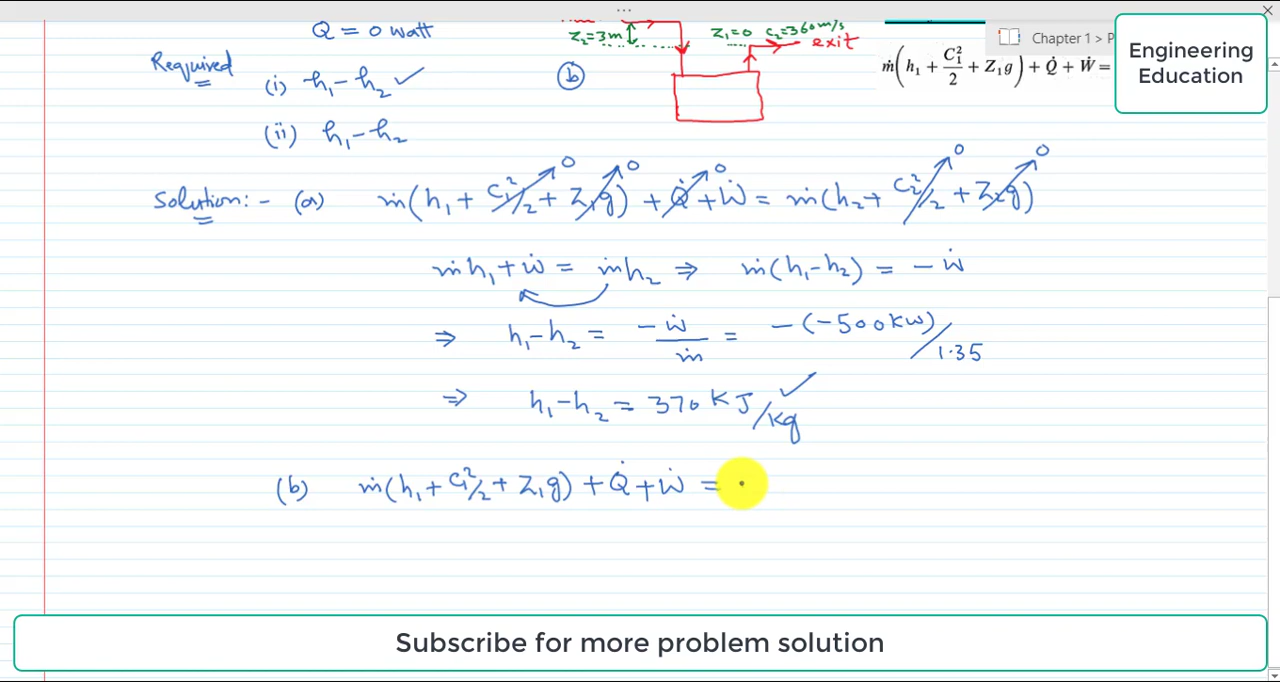 Q = 0 watt
Z₂=3m
Z₁=0 C₂=360m/s
exit
Chapter 1 > P
Engineering
Education
Required
(i) h₁-h₂ ✓
(b)
ṁ(h₁ + C₁²/2 + Z₁g) + Q̇ + Ẇ =
(ii) h₁-h₂
Solution:- (a) ṁ(h₁ + C₁²/2 + Z₁g) + Q̇ + Ẇ = ṁ(h₂ + C₂²/2 + Z₂g)
0 0 0 0 0
ṁh₁ + ẇ = ṁh₂ ⇒ ṁ(h₁-h₂) = -ẇ
⇒ h₁-h₂ = -ẇ/ṁ = -(-500kw)/1.35
⇒ h₁-h₂ = 370 KJ/kg ✓
(b) ṁ(h₁ + C₁²/2 + Z₁g) + Q̇ + Ẇ =
Subscribe for more problem solution